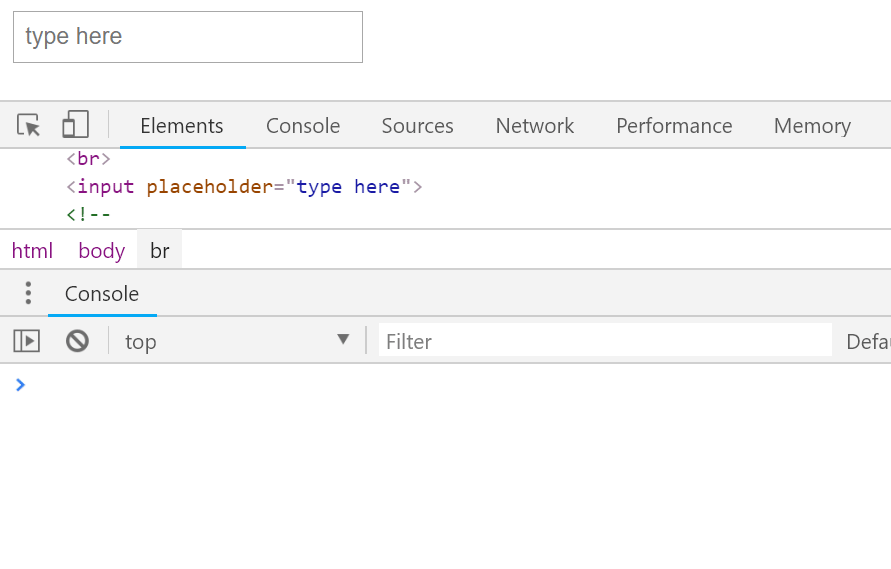 type here
Elements Console Sources Network Performance Memory
<br>
<input placeholder="type here">
<!--
html body br
Console
top Filter Defau